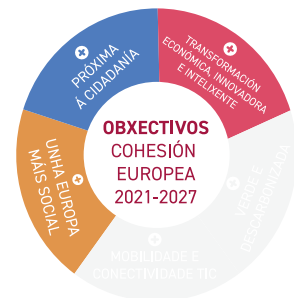 OBXECTIVOS
COHESIÓN
EUROPEA
2021-2027
PRÓXIMA
Á CIDADANÍA
TRANSFORMACIÓN
ECONÓMICA, INNOVADORA
E INTELIXENTE
VERDE E
DESCARBONIZADA
MOBILIDADE E
CONECTIVIDADE TIC
UNHA EUROPA
MÁIS SOCIAL